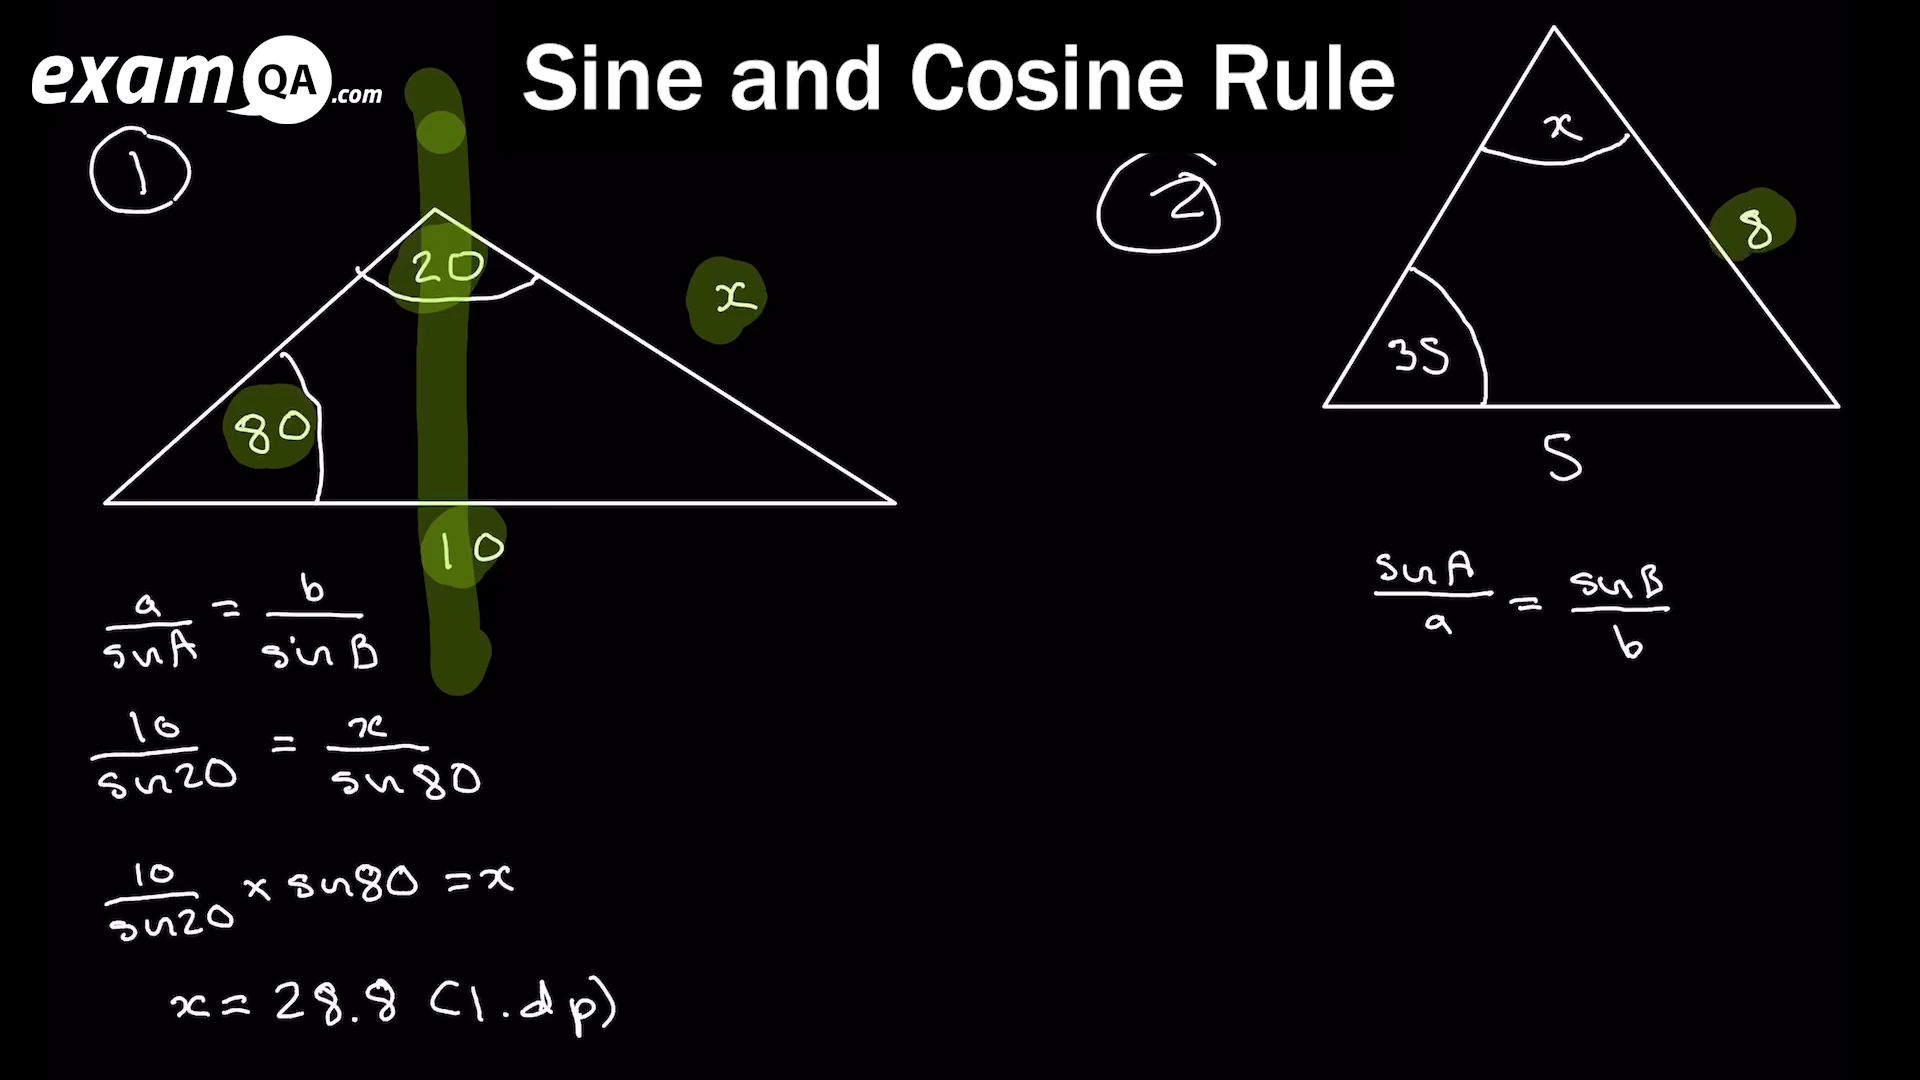 examQA.com
Sine and Cosine Rule
1
20
x
80
10
a/sinA = b/sinB
10/sin20 = x/sin80
10/sin20 × sin80 = x
x = 28.8 (1.dp)
2
x
8
35
5
sinA/a = sinB/b